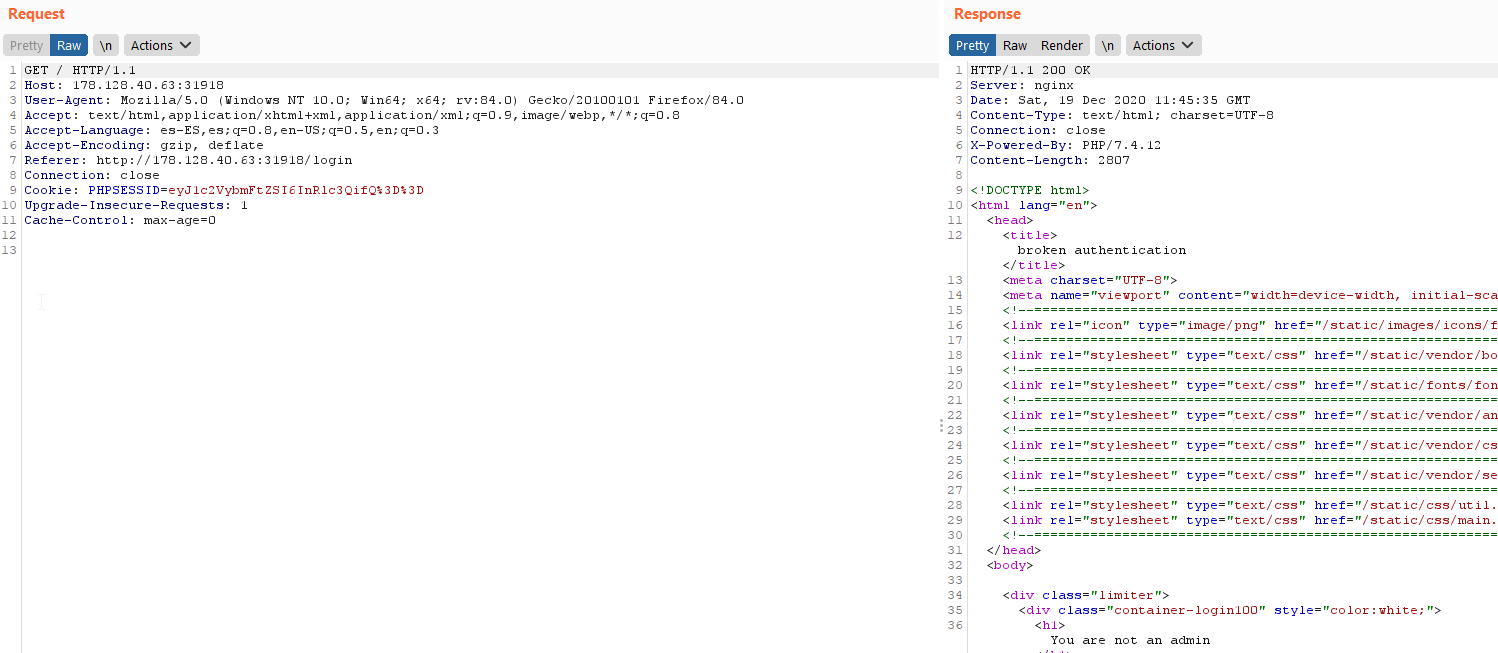 Request
Pretty Raw \n Actions
1 GET / HTTP/1.1
2 Host: 178.128.40.63:31918
3 User-Agent: Mozilla/5.0 (Windows NT 10.0; Win64; x64; rv:84.0) Gecko/20100101 Firefox/84.0
4 Accept: text/html,application/xhtml+xml,application/xml;q=0.9,image/webp,*/*;q=0.8
5 Accept-Language: es-ES,es;q=0.8,en-US;q=0.5,en;q=0.3
6 Accept-Encoding: gzip, deflate
7 Referer: http://178.128.40.63:31918/login
8 Connection: close
9 Cookie: PHPSESSID=eyJ1c2VybmFtZSI6InRlc3QifQ%3D%3D
10 Upgrade-Insecure-Requests: 1
11 Cache-Control: max-age=0
12
13
Response
Pretty Raw Render \n Actions
1 HTTP/1.1 200 OK
2 Server: nginx
3 Date: Sat, 19 Dec 2020 11:45:35 GMT
4 Content-Type: text/html; charset=UTF-8
5 Connection: close
6 X-Powered-By: PHP/7.4.12
7 Content-Length: 2807
8
9 <!DOCTYPE html>
10 <html lang="en">
11 <head>
12 <title>
broken authentication
</title>
13 <meta charset="UTF-8">
14 <meta name="viewport" content="width=device-width, initial-sca
15 <!--==========================================================
16 <link rel="icon" type="image/png" href="/static/images/icons/f
17 <!--==========================================================
18 <link rel="stylesheet" type="text/css" href="/static/vendor/bo
19 <!--==========================================================
20 <link rel="stylesheet" type="text/css" href="/static/fonts/fon
21 <!--==========================================================
22 <link rel="stylesheet" type="text/css" href="/static/vendor/an
23 <!--==========================================================
24 <link rel="stylesheet" type="text/css" href="/static/vendor/cs
25 <!--==========================================================
26 <link rel="stylesheet" type="text/css" href="/static/vendor/se
27 <!--==========================================================
28 <link rel="stylesheet" type="text/css" href="/static/css/util.
29 <link rel="stylesheet" type="text/css" href="/static/css/main.
30 <!--==========================================================
31 </head>
32 <body>
33
34 <div class="limiter">
35 <div class="container-login100" style="color:white;">
36 <h1>
You are not an admin